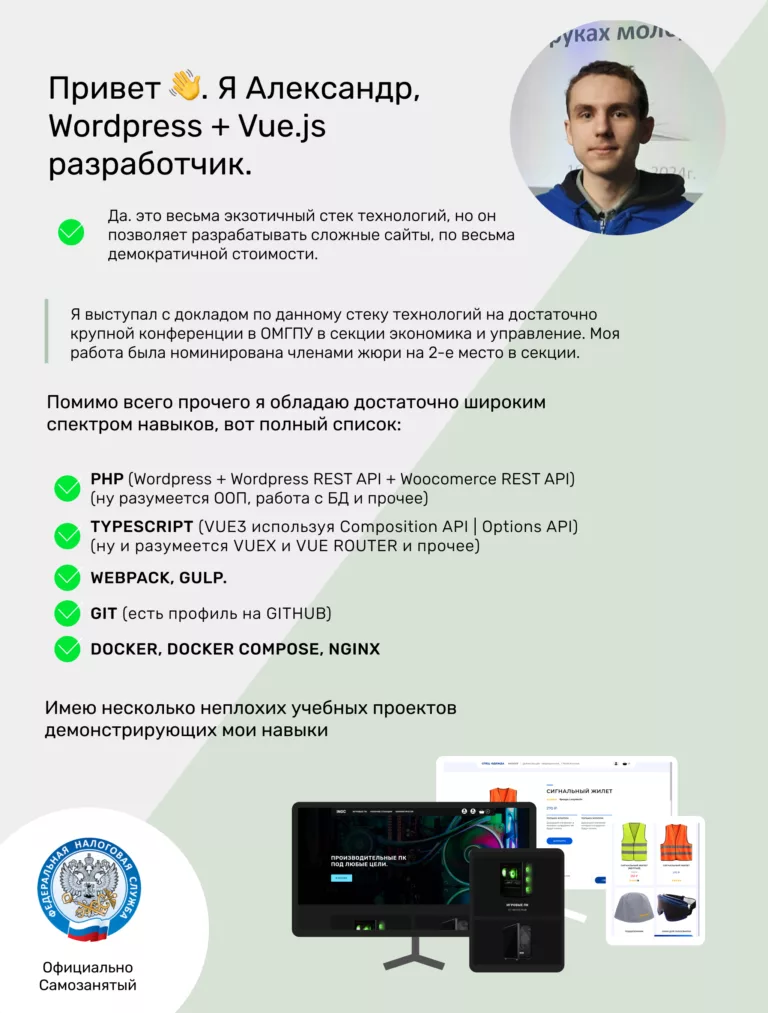 руках моло
2024г.
Привет 👋. Я Александр,
Wordpress + Vue.js
разработчик.
Да. это весьма экзотичный стек технологий, но он
позволяет разрабатывать сложные сайты, по весьма
демократичной стоимости.
Я выступал с докладом по данному стеку технологий на достаточно
крупной конференции в ОМГПУ в секции экономика и управление. Моя
работа была номинирована членами жюри на 2-е место в секции.
Помимо всего прочего я обладаю достаточно широким
спектром навыков, вот полный список:
PHP (Wordpress + Wordpress REST API + Woocomerce REST API)
(ну разумеется ООП, работа с БД и прочее)
TYPESCRIPT (VUE3 используя Composition API | Options API)
(ну и разумеется VUEX и VUE ROUTER и прочее)
WEBPACK, GULP.
GIT (есть профиль на GITHUB)
DOCKER, DOCKER COMPOSE, NGINX
Имею несколько неплохих учебных проектов
демонстрирующих мои навыки
СИГНАЛЬНЫЙ ЖИЛЕТ
ПРОИЗВОДИТЕЛЬНЫЕ ПК
ПОД ЛЮБЫЕ ЦЕЛИ.
ИГРОВЫЕ ПК
ФЕДЕРАЛЬНАЯ НАЛОГОВАЯ СЛУЖБА
Официально
Самозанятый